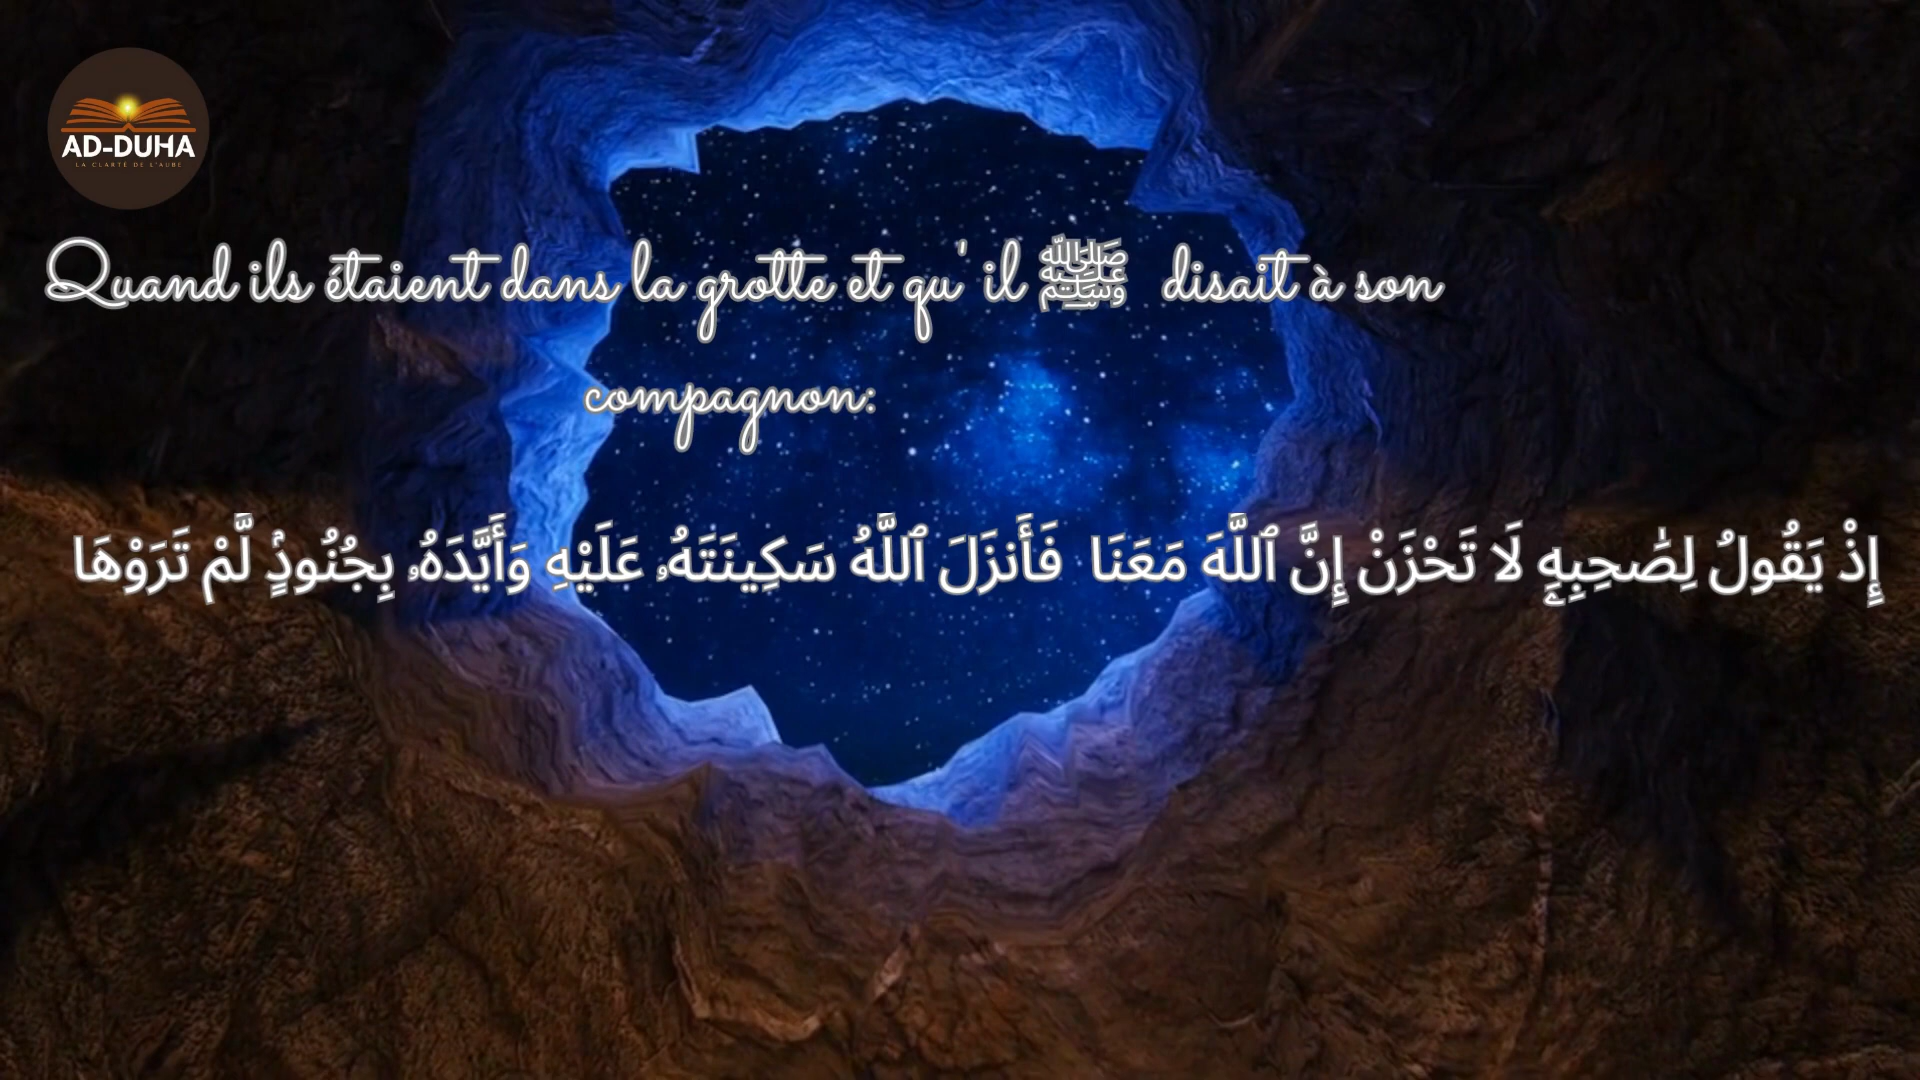 AD-DUHA
LA CLARTÉ DE L'AUBE
Quand ils étaient dans la grotte et qu' il ﷺ disait à son
compagnon:
إِذْ يَقُولُ لِصَٰحِبِهِۦ لَا تَحْزَنْ إِنَّ ٱللَّهَ مَعَنَا فَأَنزَلَ ٱللَّهُ سَكِينَتَهُۥ عَلَيْهِ وَأَيَّدَهُۥ بِجُنُودٍۢ لَّمْ تَرَوْهَا